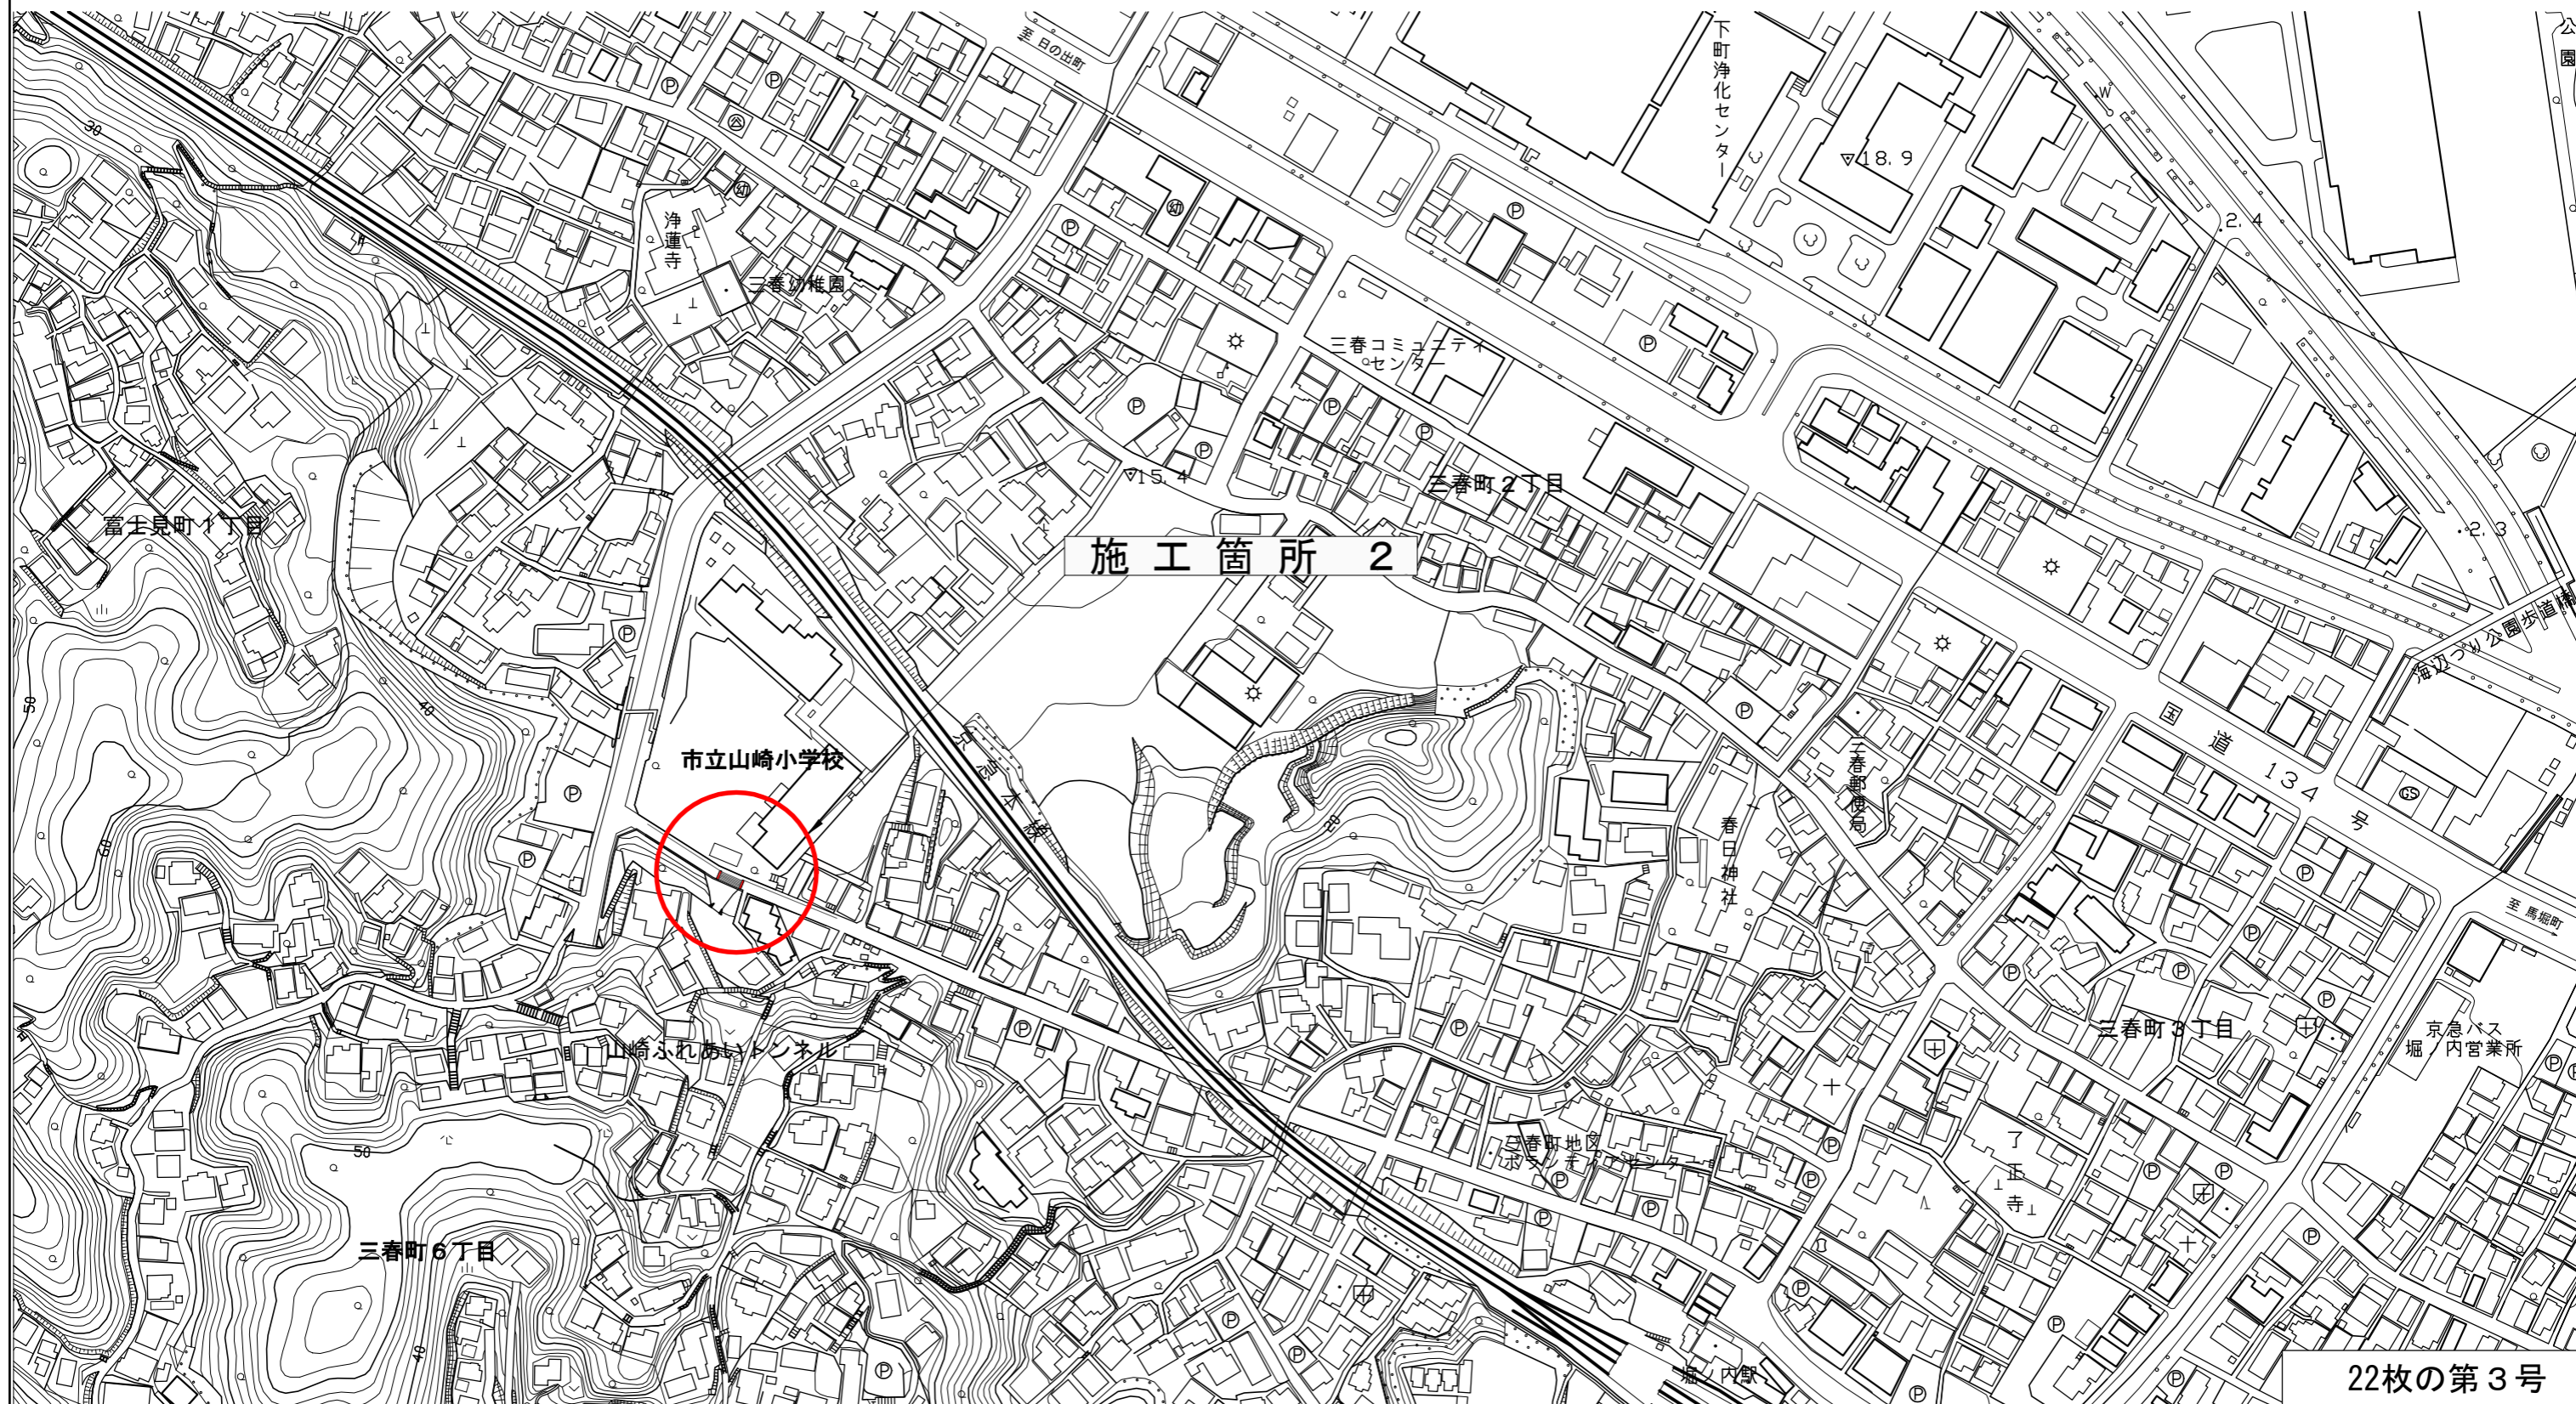 至 日の出町
下町浄化センター
公園
W
18.9
30
浄蓮寺
幼
三春幼稚園
幼
2.4
三春コミュニティ
センター
15.4
三春町2丁目
富士見町1丁目
2.3
施工箇所 2
海辺つり公園歩道橋
50
40
国道134号
市立山崎小学校
三春郵便局
GS
60
20
春日神社
至 馬堀町
三春町3丁目
京急バス
堀ノ内営業所
山崎ふれあいトンネル
50
三春町地区
ボランティアセンター
了正寺
三春町6丁目
40
堀ノ内駅
22枚の第3号